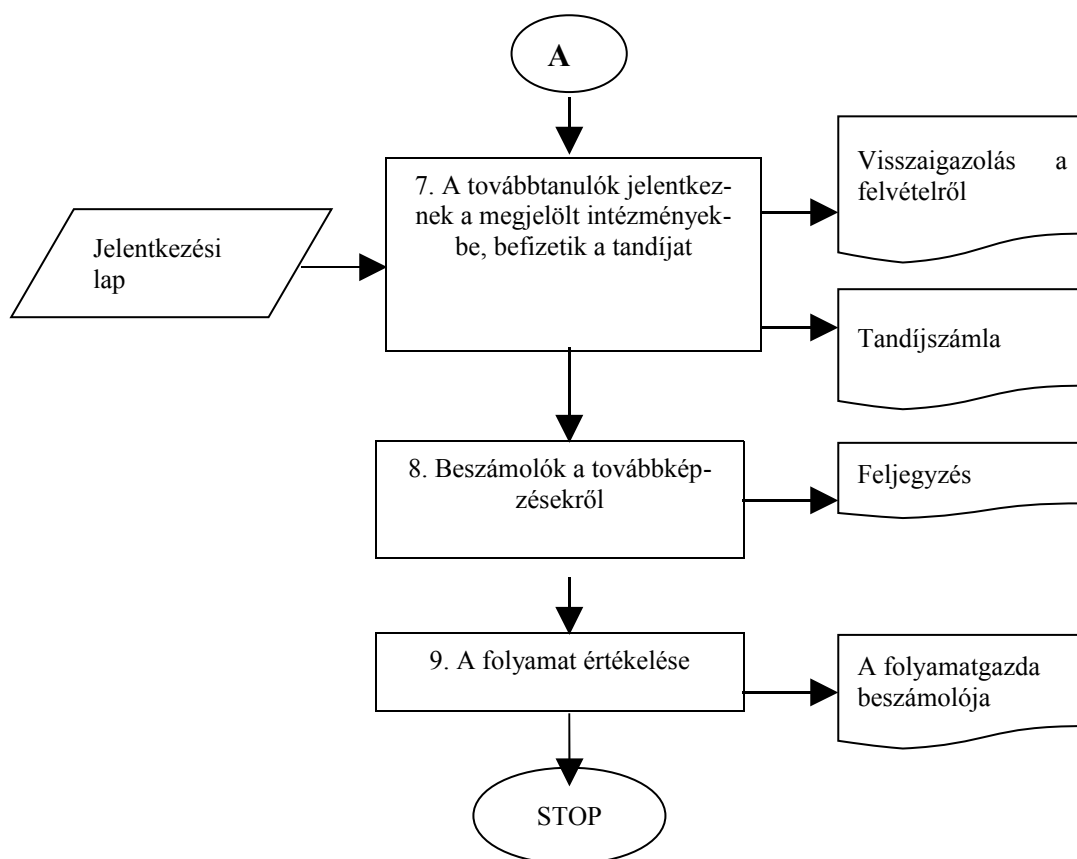 A
7. A továbbtanulók jelentkez-
nek a megjelölt intézmények-
be, befizetik a tandíjat
Visszaigazolás a
felvételről
Jelentkezési
lap
Tandíjszámla
8. Beszámolók a továbbkép-
zésekről
Feljegyzés
9. A folyamat értékelése
A folyamatgazda
beszámolója
STOP